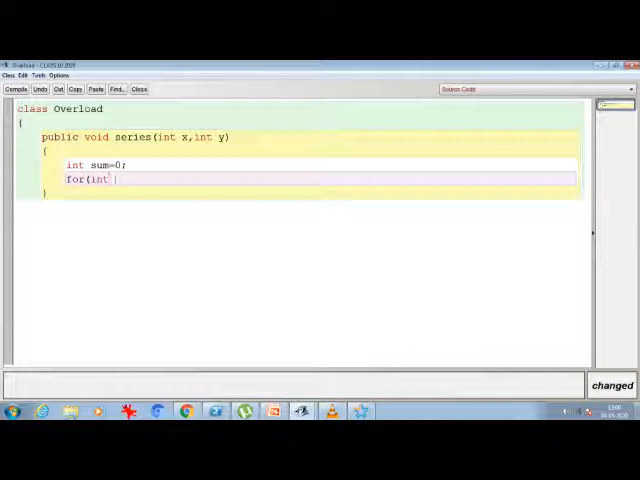 Overload - CLASS 10 2020
Class Edit Tools Options
Compile Undo Cut Copy Paste Find... Close Source Code
class Overload
{
public void series(int x,int y)
{
int sum=0;
for(int
}
changed